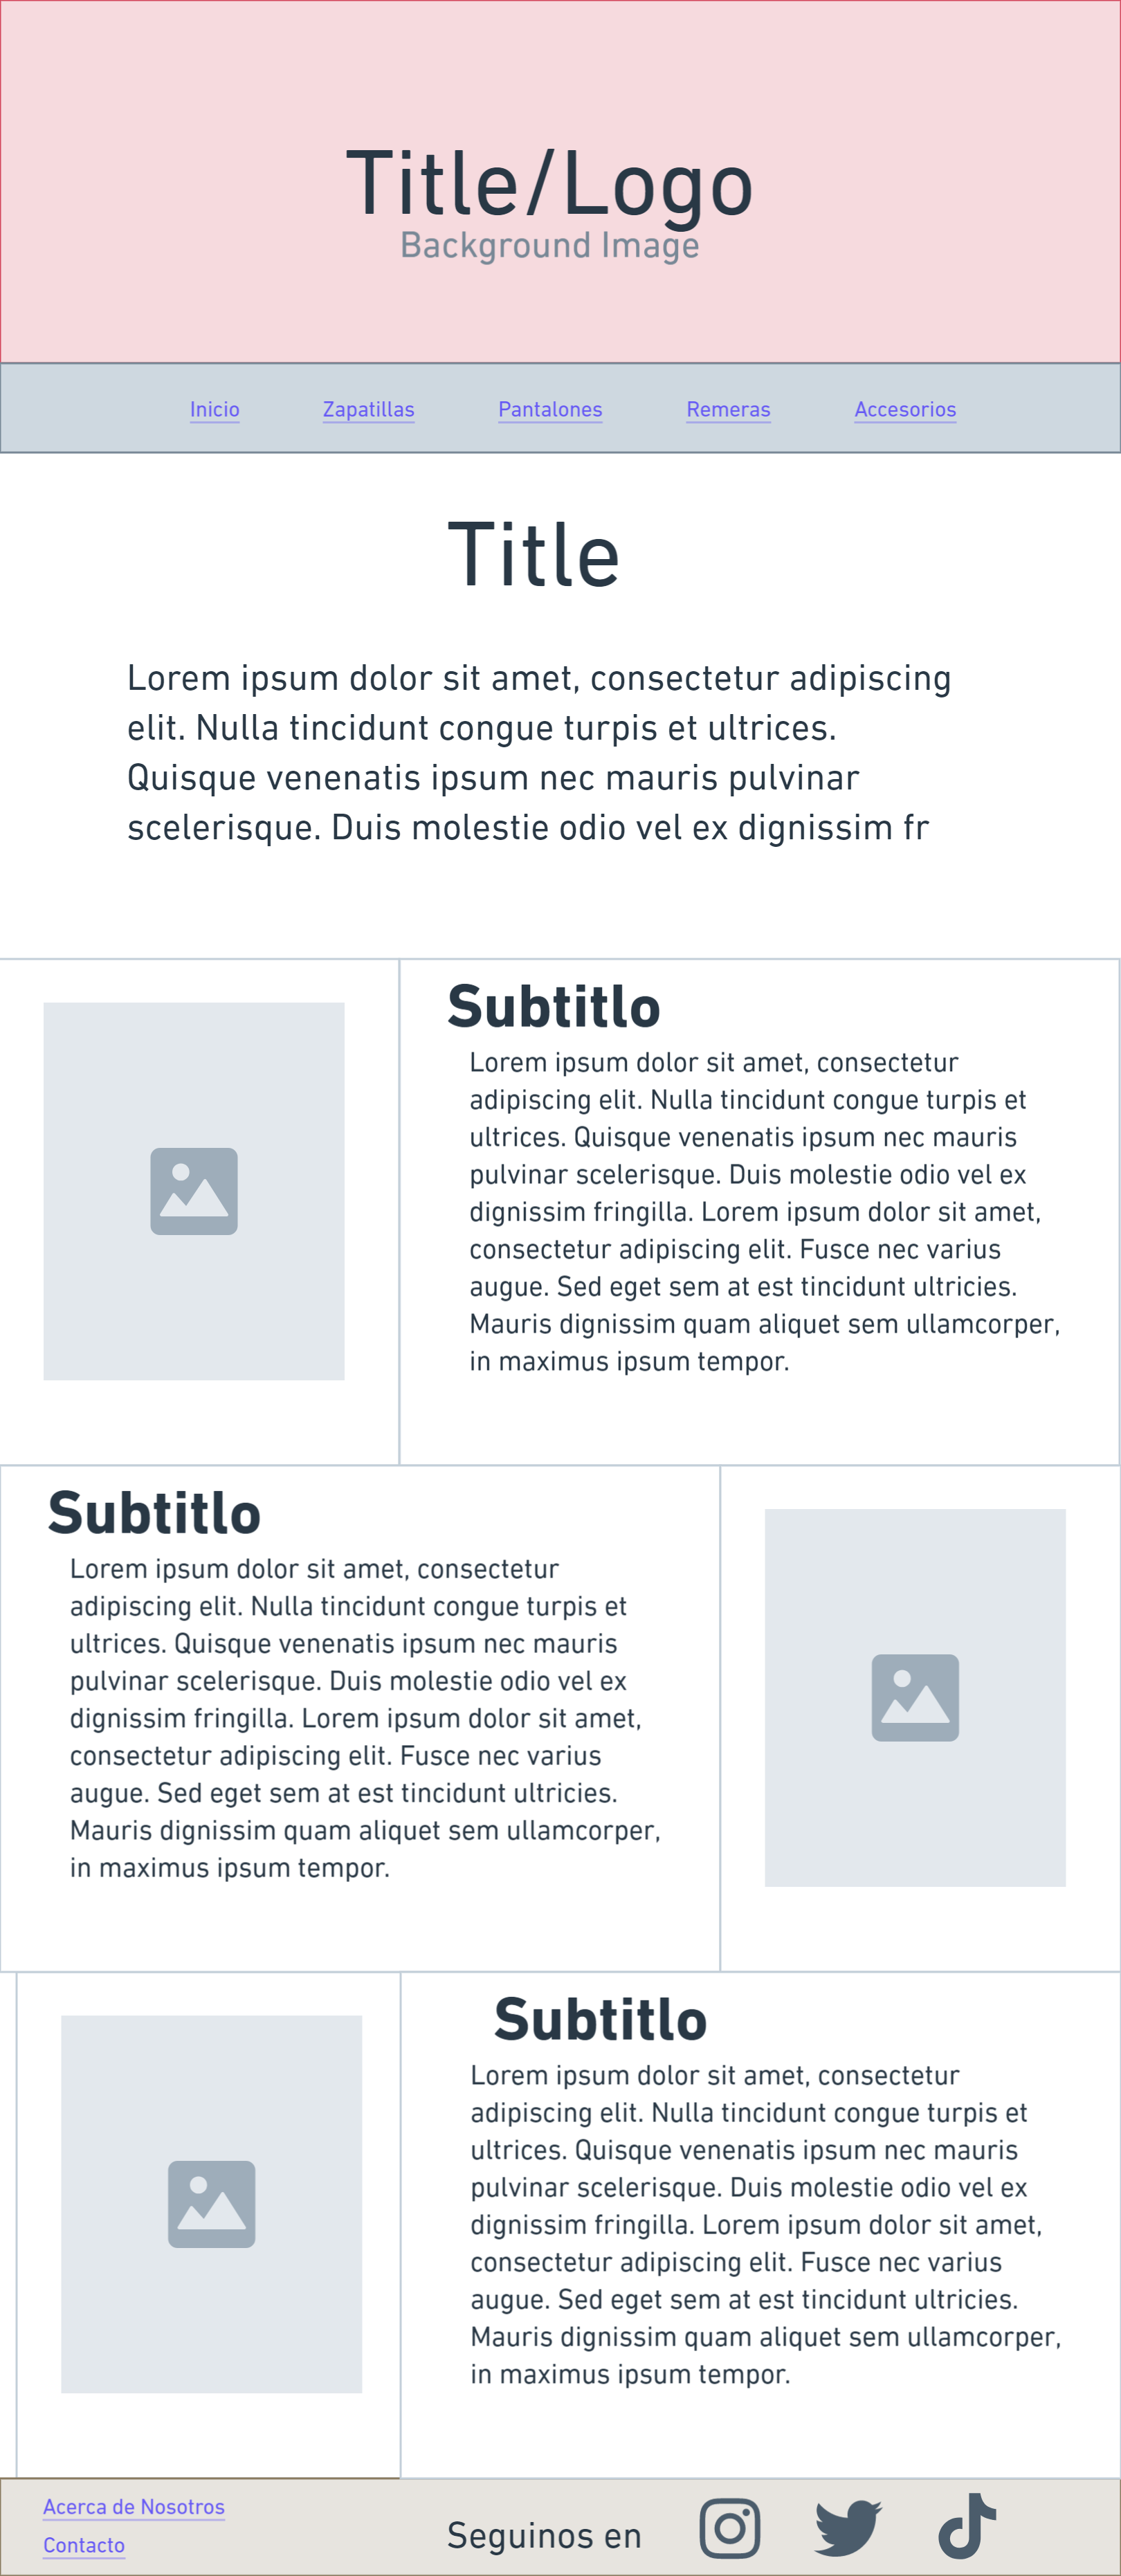 Title/Logo
Background Image
Inicio Zapatillas Pantalones Remeras Accesorios
Title
Lorem ipsum dolor sit amet, consectetur adipiscing
elit. Nulla tincidunt congue turpis et ultrices.
Quisque venenatis ipsum nec mauris pulvinar
scelerisque. Duis molestie odio vel ex dignissim fr
Subtitlo
Lorem ipsum dolor sit amet, consectetur
adipiscing elit. Nulla tincidunt congue turpis et
ultrices. Quisque venenatis ipsum nec mauris
pulvinar scelerisque. Duis molestie odio vel ex
dignissim fringilla. Lorem ipsum dolor sit amet,
consectetur adipiscing elit. Fusce nec varius
augue. Sed eget sem at est tincidunt ultricies.
Mauris dignissim quam aliquet sem ullamcorper,
in maximus ipsum tempor.
Subtitlo
Lorem ipsum dolor sit amet, consectetur
adipiscing elit. Nulla tincidunt congue turpis et
ultrices. Quisque venenatis ipsum nec mauris
pulvinar scelerisque. Duis molestie odio vel ex
dignissim fringilla. Lorem ipsum dolor sit amet,
consectetur adipiscing elit. Fusce nec varius
augue. Sed eget sem at est tincidunt ultricies.
Mauris dignissim quam aliquet sem ullamcorper,
in maximus ipsum tempor.
Subtitlo
Lorem ipsum dolor sit amet, consectetur
adipiscing elit. Nulla tincidunt congue turpis et
ultrices. Quisque venenatis ipsum nec mauris
pulvinar scelerisque. Duis molestie odio vel ex
dignissim fringilla. Lorem ipsum dolor sit amet,
consectetur adipiscing elit. Fusce nec varius
augue. Sed eget sem at est tincidunt ultricies.
Mauris dignissim quam aliquet sem ullamcorper,
in maximus ipsum tempor.
Acerca de Nosotros
Contacto
Seguinos en